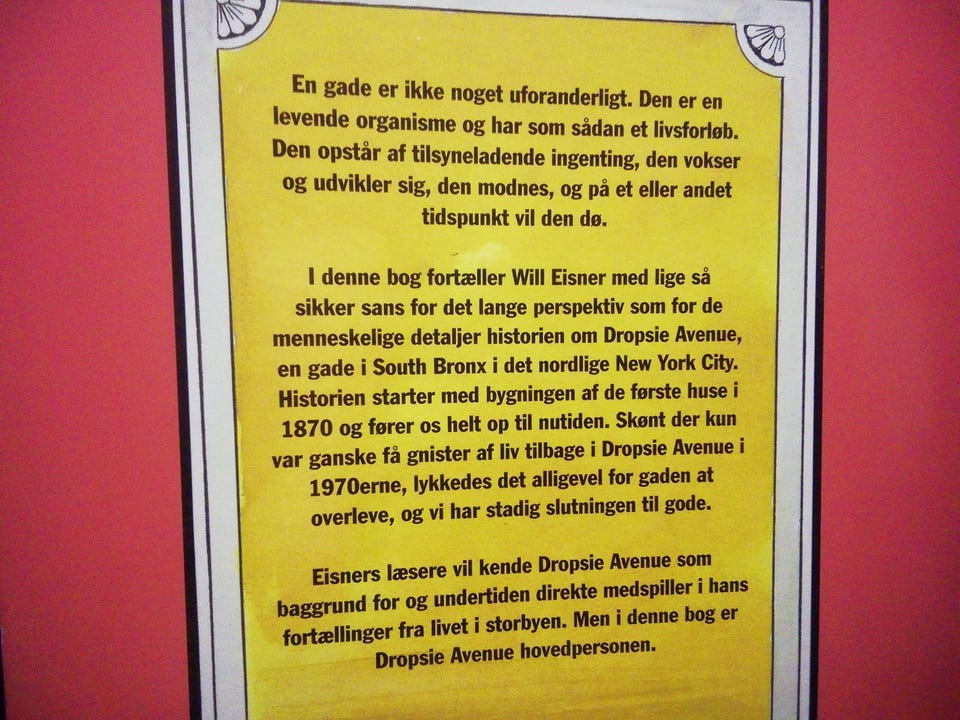 En gade er ikke noget uforanderligt. Den er en
levende organisme og har som sådan et livsforløb.
Den opstår af tilsyneladende ingenting, den vokser
og udvikler sig, den modnes, og på et eller andet
tidspunkt vil den dø.
I denne bog fortæller Will Eisner med lige så
sikker sans for det lange perspektiv som for de
menneskelige detaljer historien om Dropsie Avenue,
en gade i South Bronx i det nordlige New York City.
Historien starter med bygningen af de første huse i
1870 og fører os helt op til nutiden. Skønt der kun
var ganske få gnister af liv tilbage i Dropsie Avenue i
1970erne, lykkedes det alligevel for gaden at
overleve, og vi har stadig slutningen til gode.
Eisners læsere vil kende Dropsie Avenue som
baggrund for og undertiden direkte medspiller i hans
fortællinger fra livet i storbyen. Men i denne bog er
Dropsie Avenue hovedpersonen.